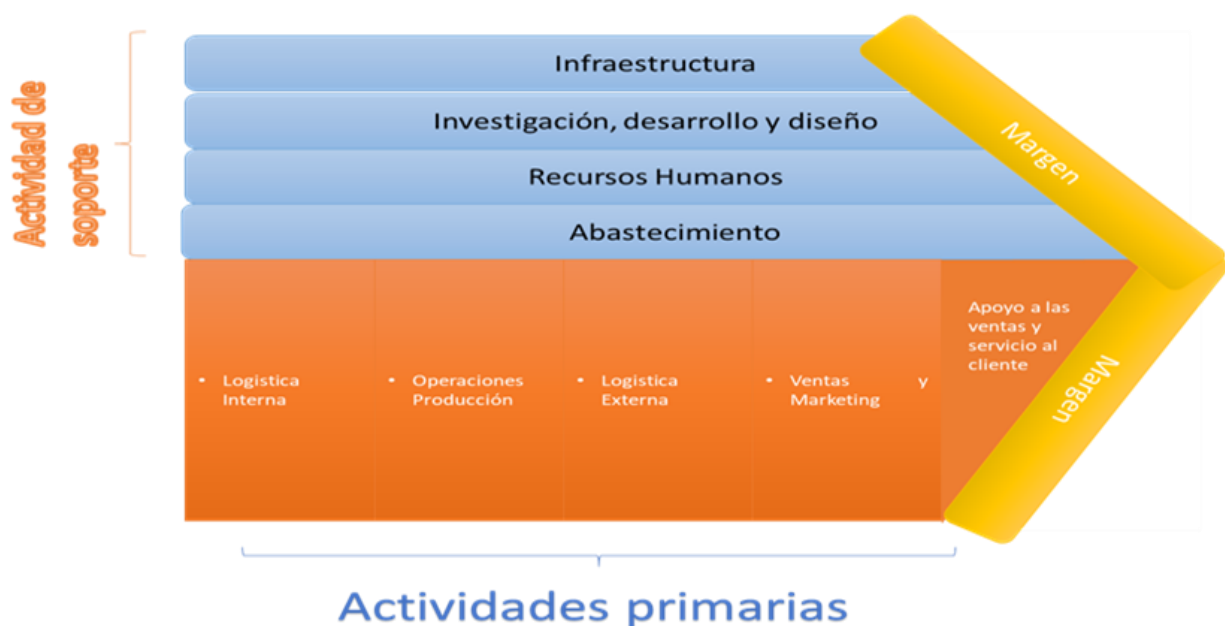 Actividad de
soporte
Infraestructura
Investigación, desarrollo y diseño
Recursos Humanos
Abastecimiento
Margen
Margen
• Logistica
Interna
• Operaciones
Producción
• Logistica
Externa
• Ventas y
Marketing
Apoyo a las
ventas y
servicio al
cliente
Actividades primarias